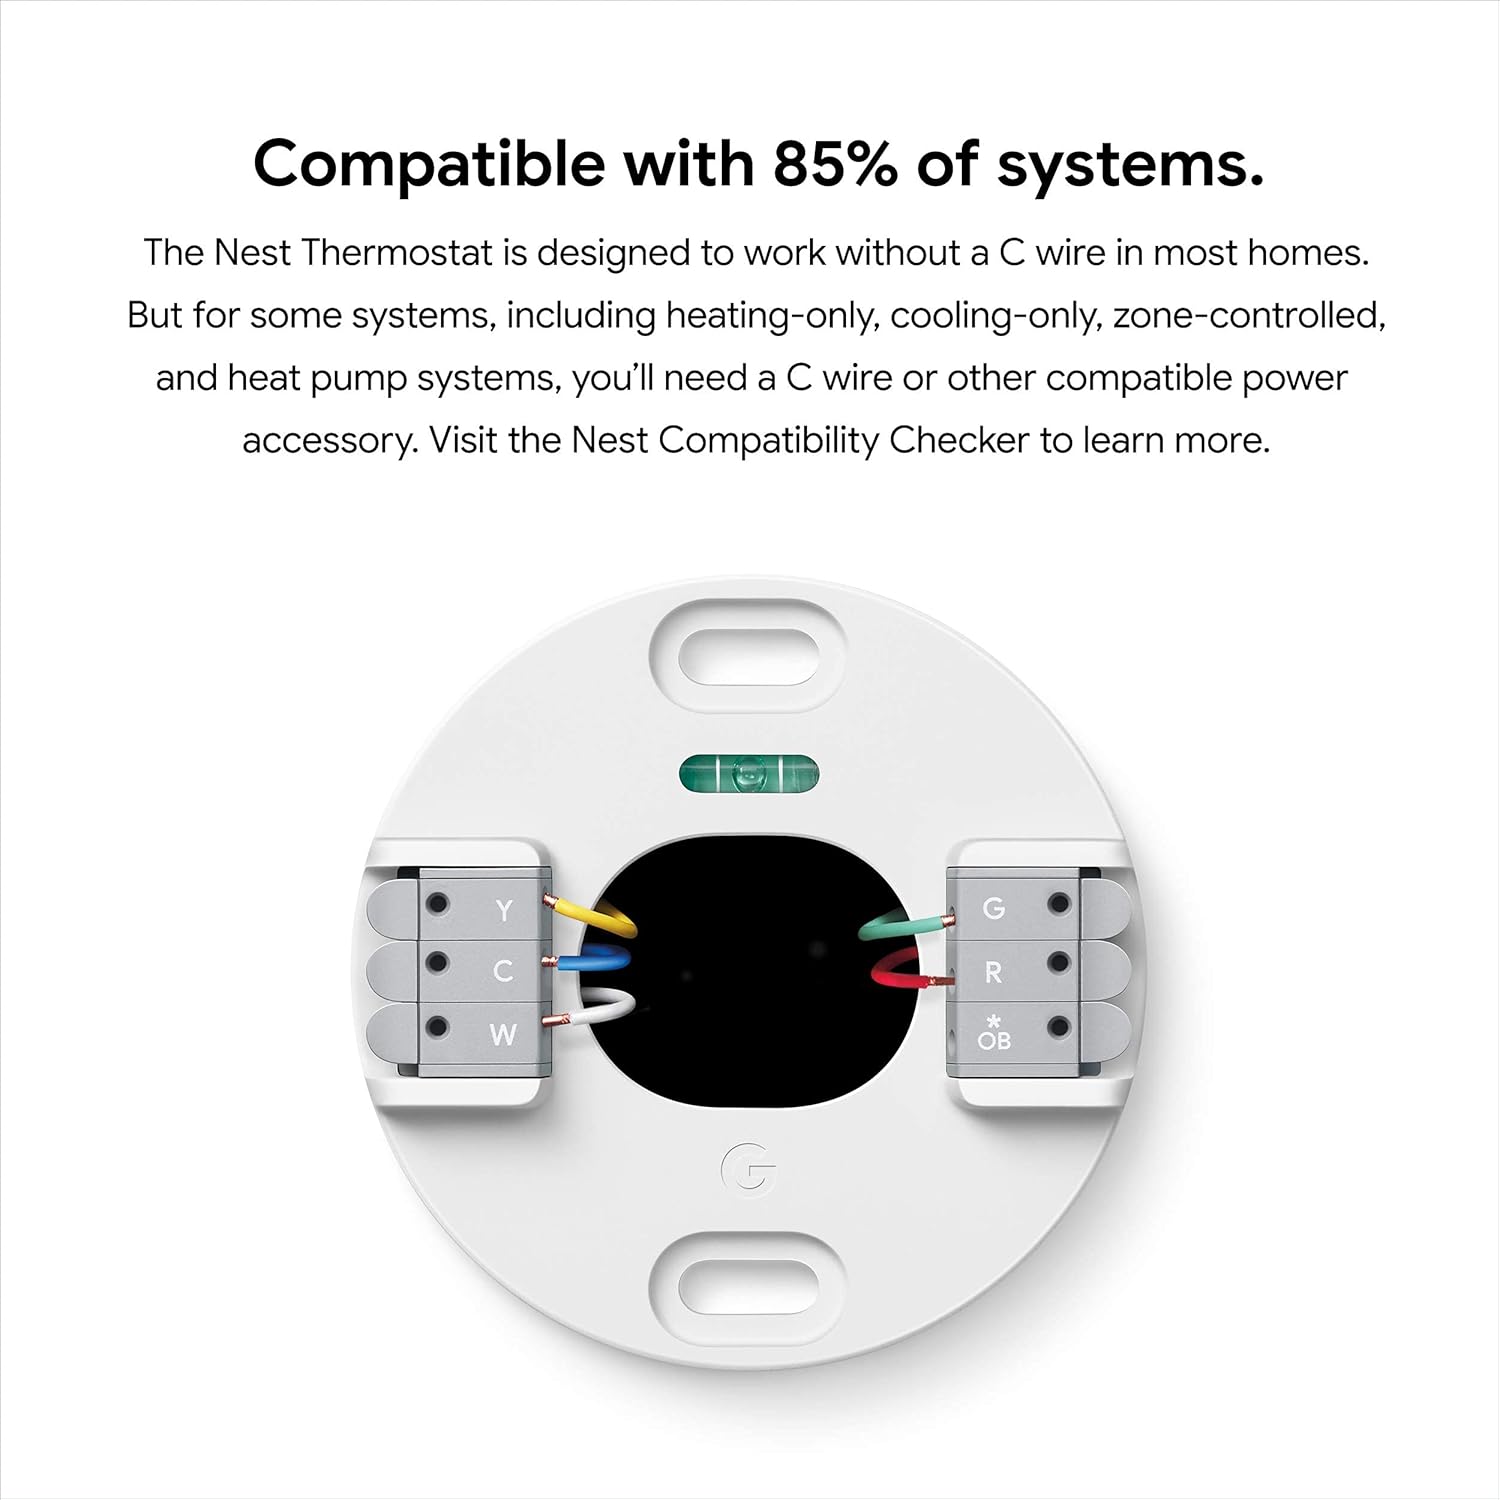 Compatible with 85% of systems.
The Nest Thermostat is designed to work without a C wire in most homes.
But for some systems, including heating-only, cooling-only, zone-controlled,
and heat pump systems, you’ll need a C wire or other compatible power
accessory. Visit the Nest Compatibility Checker to learn more.
Y
C
W
G
R
*
OB
G